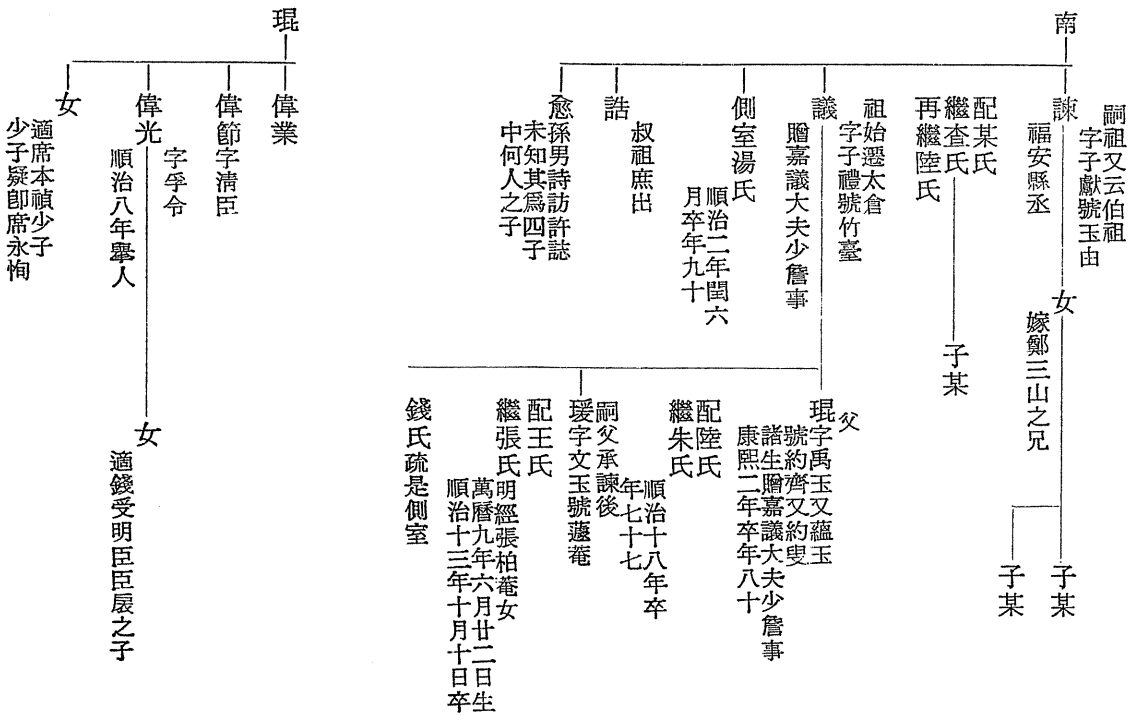 南
諫
嗣祖又云伯祖
字子獻號玉由
福安縣丞
女
嫁鄭三山之兄
子某
子某
配某氏
繼査氏
再繼陸氏
子某
議
祖始遷太倉
字子禮號竹臺
贈嘉議大夫少詹事
側室湯氏
順治二年閏六
月卒年九十
誥
叔祖庶出
愈
孫男詩訪許誌
未知其爲四子
中何人之子
父
琨
字禹玉又蘊玉
號約齊又約叟
諸生贈嘉議大夫少詹事
康熙二年卒年八十
配陸氏
繼朱氏
順治十八年卒
年七十七
嗣父承諫後
瑗字文玉號蘧菴
配王氏
繼張氏
明經張柏菴女
萬曆九年六月廿二日生
順治十三年十月十日卒
錢氏疏是側室
琨
偉業
偉節字清臣
偉光
字孚令
順治八年舉人
女
適錢受明臣臣扆之子
女
適席本禎少子
少子疑卽席永恂